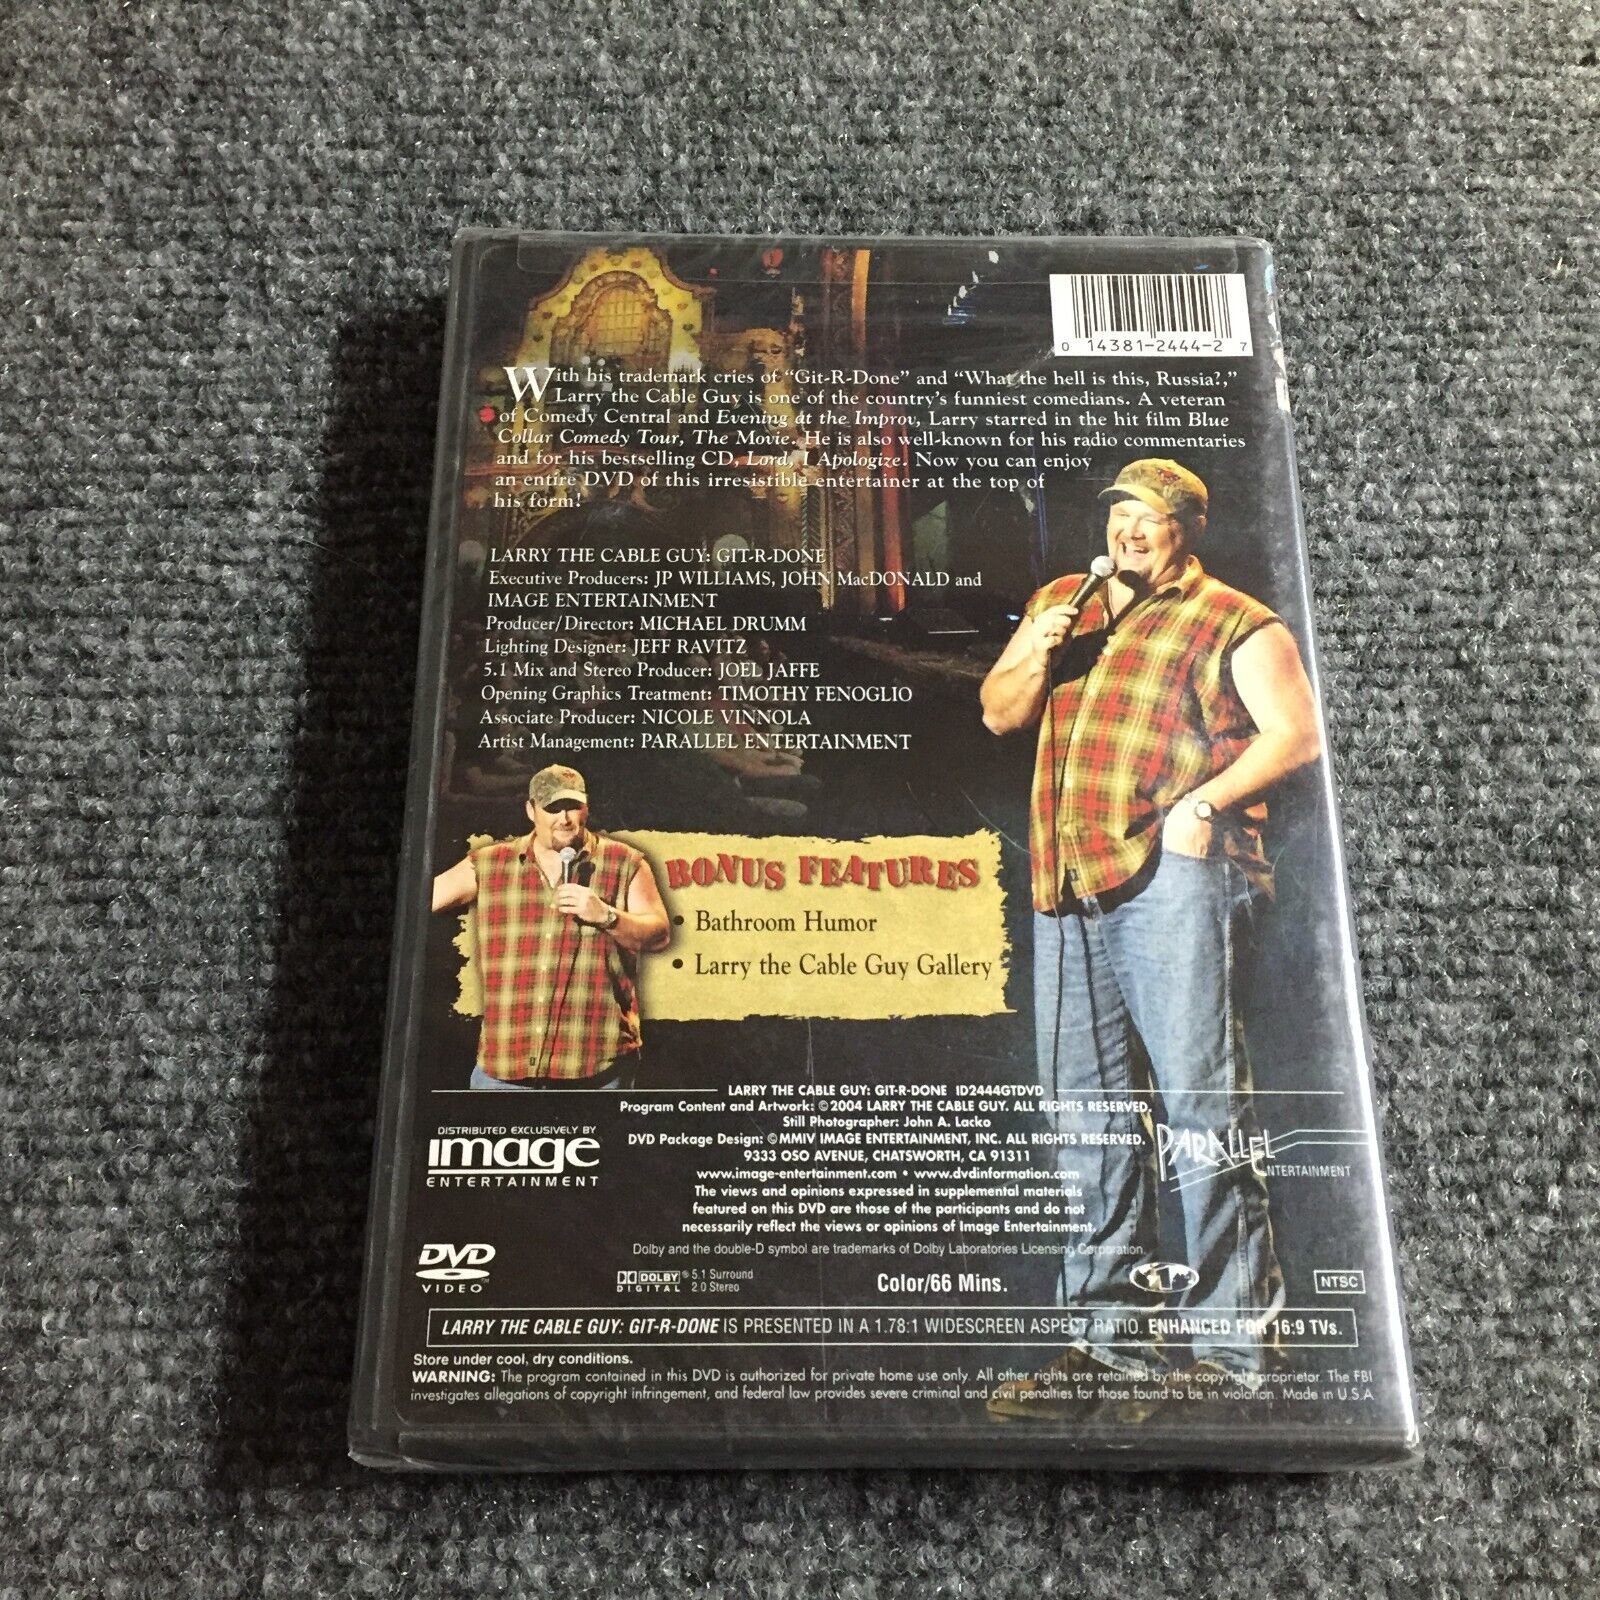 0 14381-2444-2 7
With his trademark cries of “Git-R-Done” and “What the hell is this, Russia?,”
Larry the Cable Guy is one of the country’s funniest comedians. A veteran
of Comedy Central and Evening at the Improv, Larry starred in the hit film Blue
Collar Comedy Tour, The Movie. He is also well-known for his radio commentaries
and for his bestselling CD, Lord, I Apologize. Now you can enjoy
an entire DVD of this irresistible entertainer at the top of
his form!
LARRY THE CABLE GUY: GIT-R-DONE
Executive Producers: JP WILLIAMS, JOHN MacDONALD and
IMAGE ENTERTAINMENT
Producer/Director: MICHAEL DRUMM
Lighting Designer: JEFF RAVITZ
5.1 Mix and Stereo Producer: JOEL JAFFE
Opening Graphics Treatment: TIMOTHY FENOGLIO
Associate Producer: NICOLE VINNOLA
Artist Management: PARALLEL ENTERTAINMENT
BONUS FEATURES
• Bathroom Humor
• Larry the Cable Guy Gallery
LARRY THE CABLE GUY: GIT-R-DONE ID2444GTDVD
Program Content and Artwork: ©2004 LARRY THE CABLE GUY. ALL RIGHTS RESERVED.
Still Photographer: John A. Lacko
DVD Package Design: ©MMIV IMAGE ENTERTAINMENT, INC. ALL RIGHTS RESERVED.
9333 OSO AVENUE, CHATSWORTH, CA 91311
www.image-entertainment.com • www.dvdinformation.com
The views and opinions expressed in supplemental materials
featured on this DVD are those of the participants and do not
necessarily reflect the views or opinions of Image Entertainment.
DISTRIBUTED EXCLUSIVELY BY
image
ENTERTAINMENT
PARALLEL
ENTERTAINMENT
Dolby and the double-D symbol are trademarks of Dolby Laboratories Licensing Corporation.
DVD
VIDEO™
DOLBY® 5.1 Surround
DIGITAL 2.0 Stereo
Color/66 Mins.
1
NTSC
LARRY THE CABLE GUY: GIT-R-DONE IS PRESENTED IN A 1.78:1 WIDESCREEN ASPECT RATIO. ENHANCED FOR 16:9 TVs.
Store under cool, dry conditions.
WARNING: The program contained in this DVD is authorized for private home use only. All other rights are retained by the copyright proprietor. The FBI
investigates allegations of copyright infringement, and federal law provides severe criminal and civil penalties for those found to be in violation. Made in U.S.A.